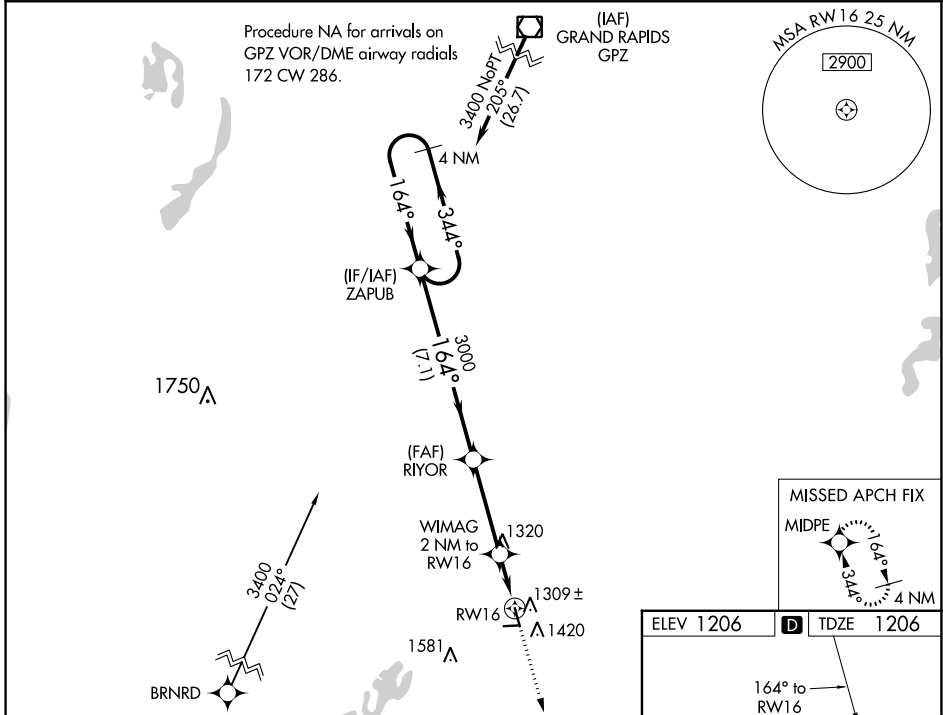 Procedure NA for arrivals on
GPZ VOR/DME airway radials
172 CW 286.
(IAF)
GRAND RAPIDS
GPZ
3400 NoPT
205°
(26.7)
MSA RW16 25 NM
2900
4 NM
164°
344°
(IF/IAF)
ZAPUB
3000
164°
(7.1)
1750
(FAF)
RIYOR
WIMAG
2 NM to
RW16
1320
RW16
1309 ±
1420
1581
3400
024°
(27)
BRNRD
MISSED APCH FIX
MIDPE
164°
344°
4 NM
ELEV 1206
D
TDZE 1206
164° to
RW16